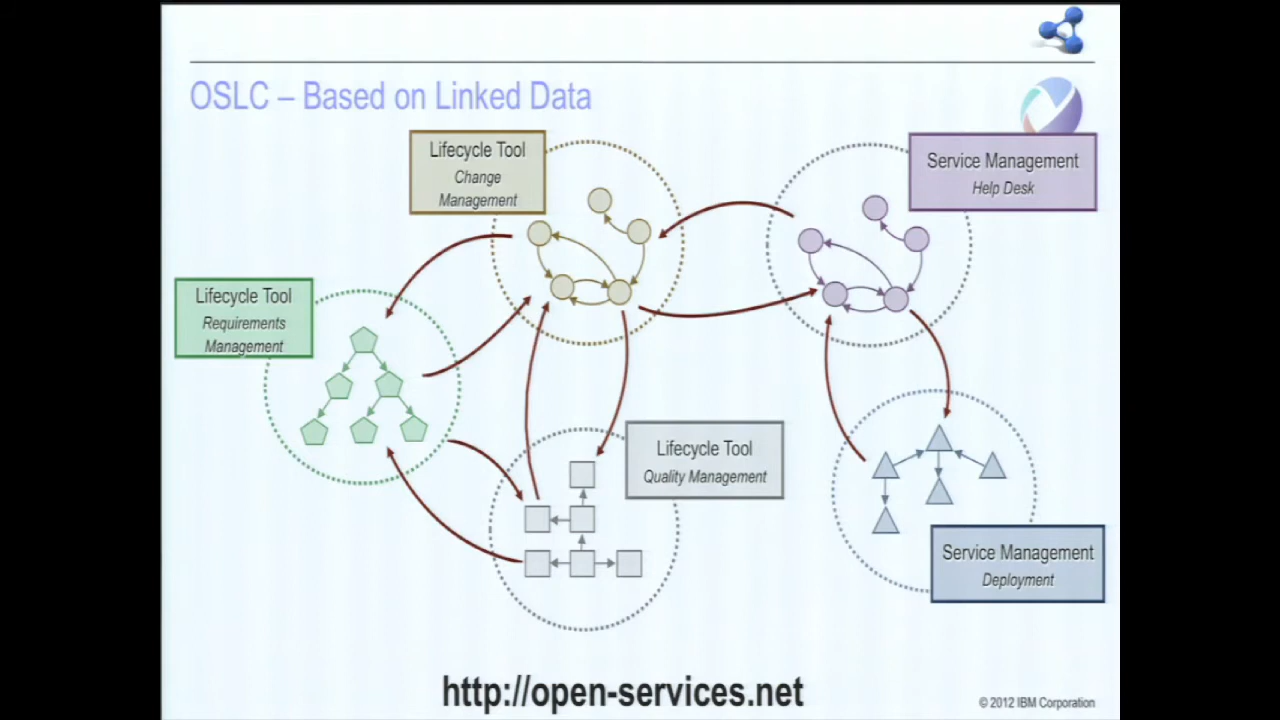 OSLC – Based on Linked Data
Lifecycle Tool
Change
Management
Service Management
Help Desk
Lifecycle Tool
Requirements
Management
Lifecycle Tool
Quality Management
Service Management
Deployment
http://open-services.net
© 2012 IBM Corporation